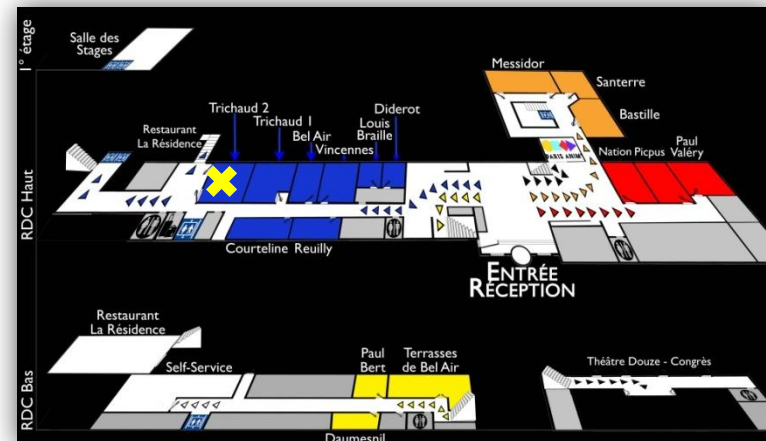 1° étage
Salle des
Stages
Messidor
Santerre
Bastille
Trichaud 2
Trichaud 1
Bel Air
Vincennes
Louis
Braille
Diderot
Restaurant
La Résidence
PARIS ANIM'
Nation Picpus
Paul
Valéry
RDC Haut
Courteline Reuilly
ENTRÉE
RÉCEPTION
Restaurant
La Résidence
Self-Service
Paul
Bert
Terrasses
de Bel Air
Théâtre Douze - Congrès
RDC Bas
Daumesnil